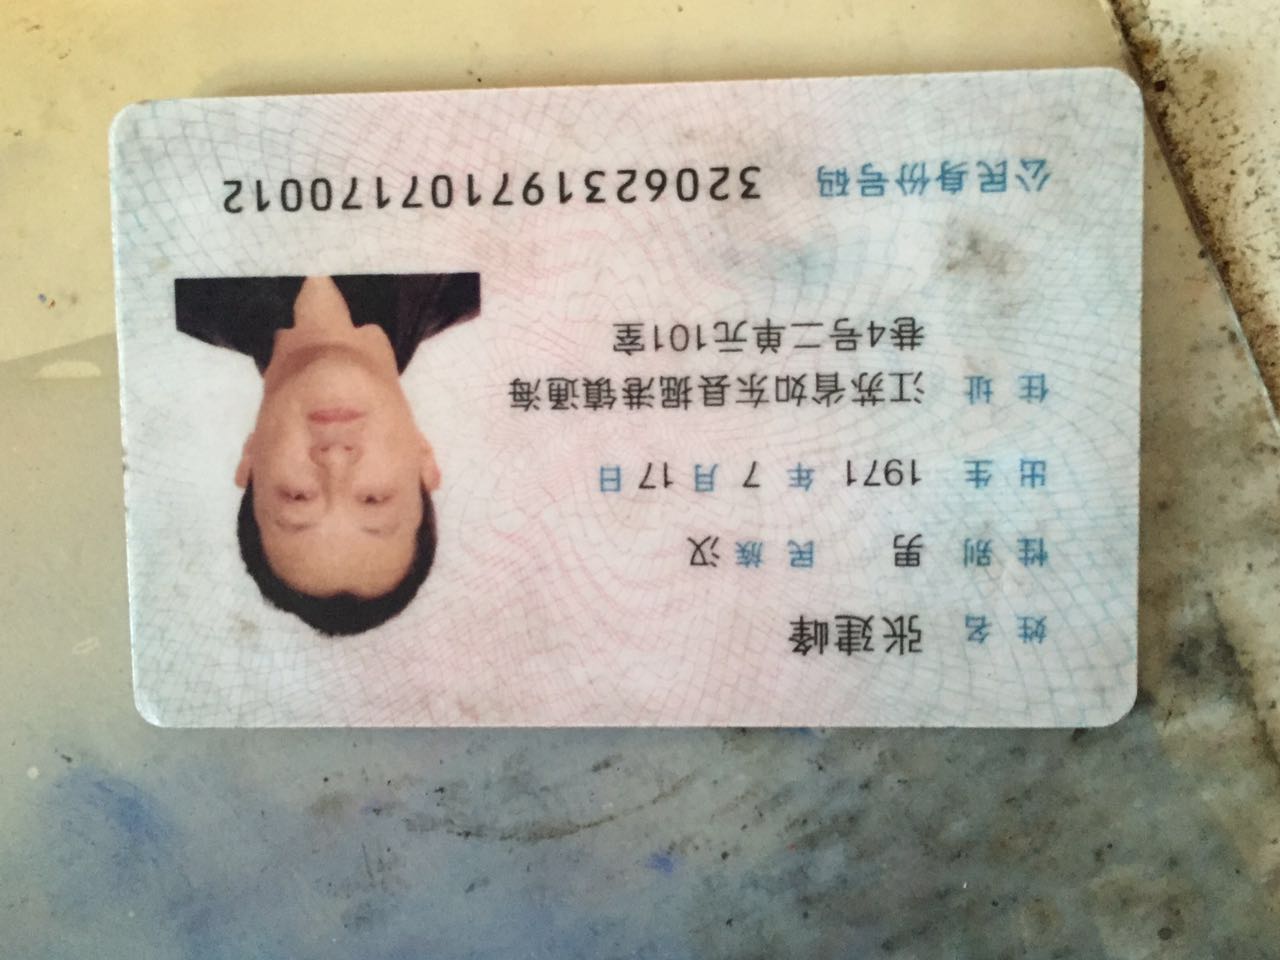 姓名 张建峰
性别 男 民族 汉
出生 1971 年 7 月 17 日
住址 江苏省如东县掘港镇通海
巷4号二单元101室
公民身份号码 320623197107170012